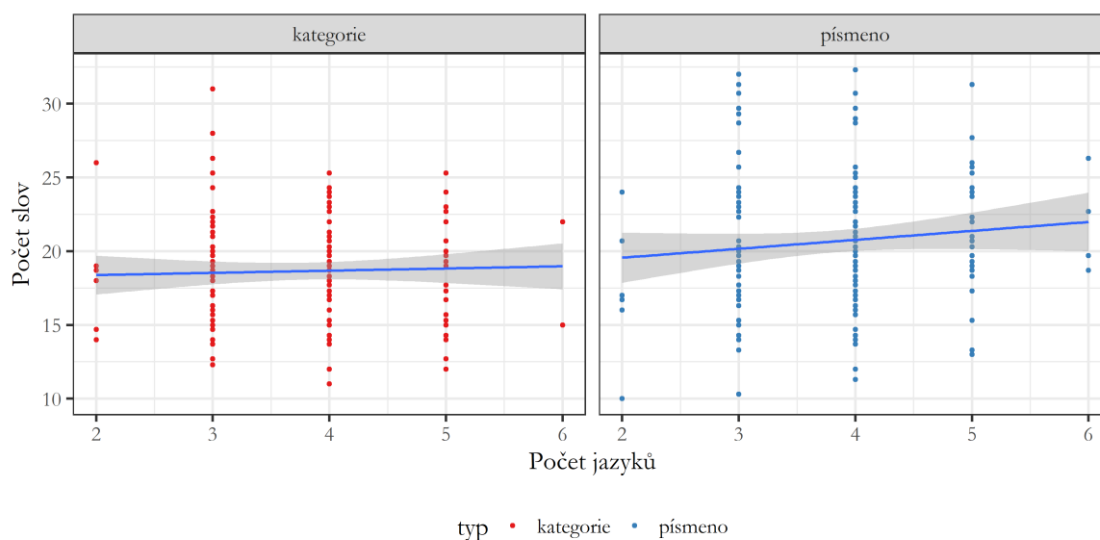 kategorie
písmeno
Počet slov
30
25
20
15
10
2 3 4 5 6
2 3 4 5 6
Počet jazyků
typ kategorie písmeno